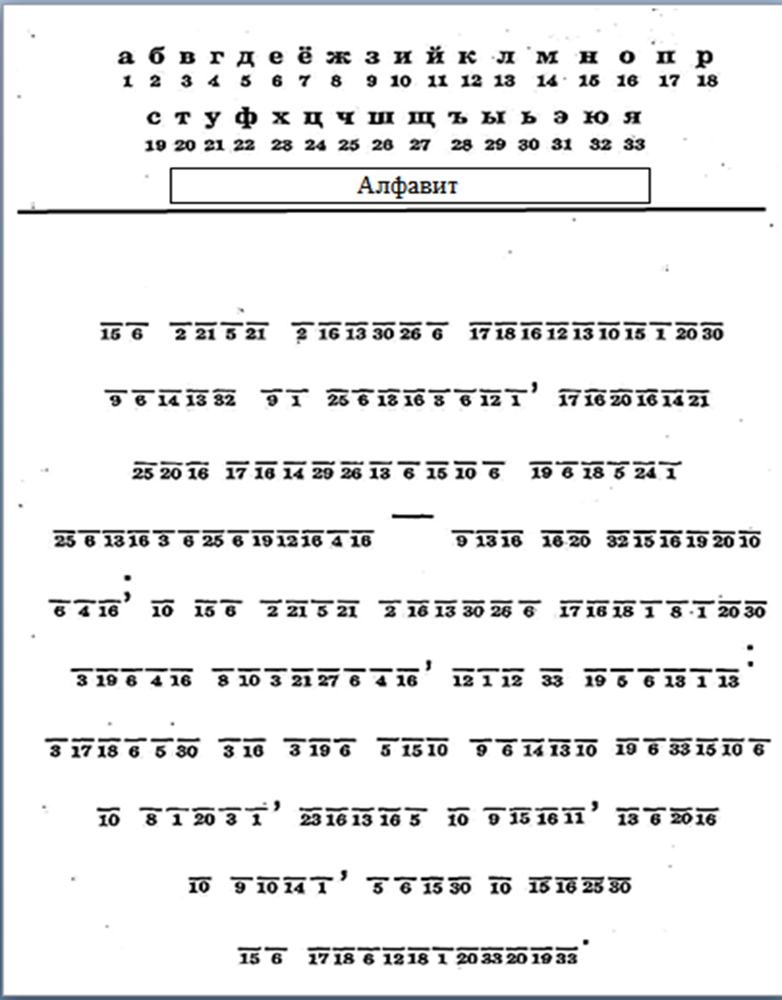 а б в г д е ё ж з и й к л м н о п р
1 2 3 4 5 6 7 8 9 10 11 12 13 14 15 16 17 18
с т у ф х ц ч ш щ ъ ы ь э ю я
19 20 21 22 23 24 25 26 27 28 29 30 31 32 33
Алфавит
15 6 2 21 5 21 2 16 13 30 26 6 17 18 16 12 13 10 15 1 20 30
9 6 14 13 32 9 1 25 6 13 16 3 6 12 1 , 17 16 20 16 14 21
25 20 16 17 16 14 29 26 13 6 15 10 6 19 6 18 5 24 1
25 6 13 16 3 6 25 6 19 12 16 4 16 — 9 13 16 16 20 32 15 16 19 20 10
6 4 16 ; 10 15 6 2 21 5 21 2 16 13 30 26 6 17 16 18 1 8 1 20 30
3 19 6 4 16 8 10 3 21 27 6 4 16 , 12 1 12 33 19 5 6 13 1 13 :
3 17 18 6 5 30 3 16 3 19 6 5 15 10 9 6 14 13 10 19 6 33 15 10 6
10 8 1 20 3 1 , 23 16 13 16 5 10 9 15 16 11 , 13 6 20 16
10 9 10 14 1 , 5 6 15 30 10 15 16 25 30
15 6 17 18 6 12 18 1 20 33 20 19 33 .